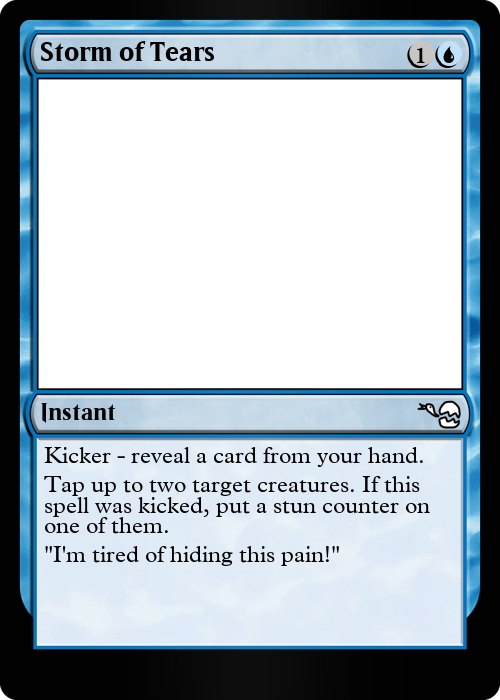 Storm of Tears
1
Instant
Kicker - reveal a card from your hand.
Tap up to two target creatures. If this
spell was kicked, put a stun counter on
one of them.
"I'm tired of hiding this pain!"